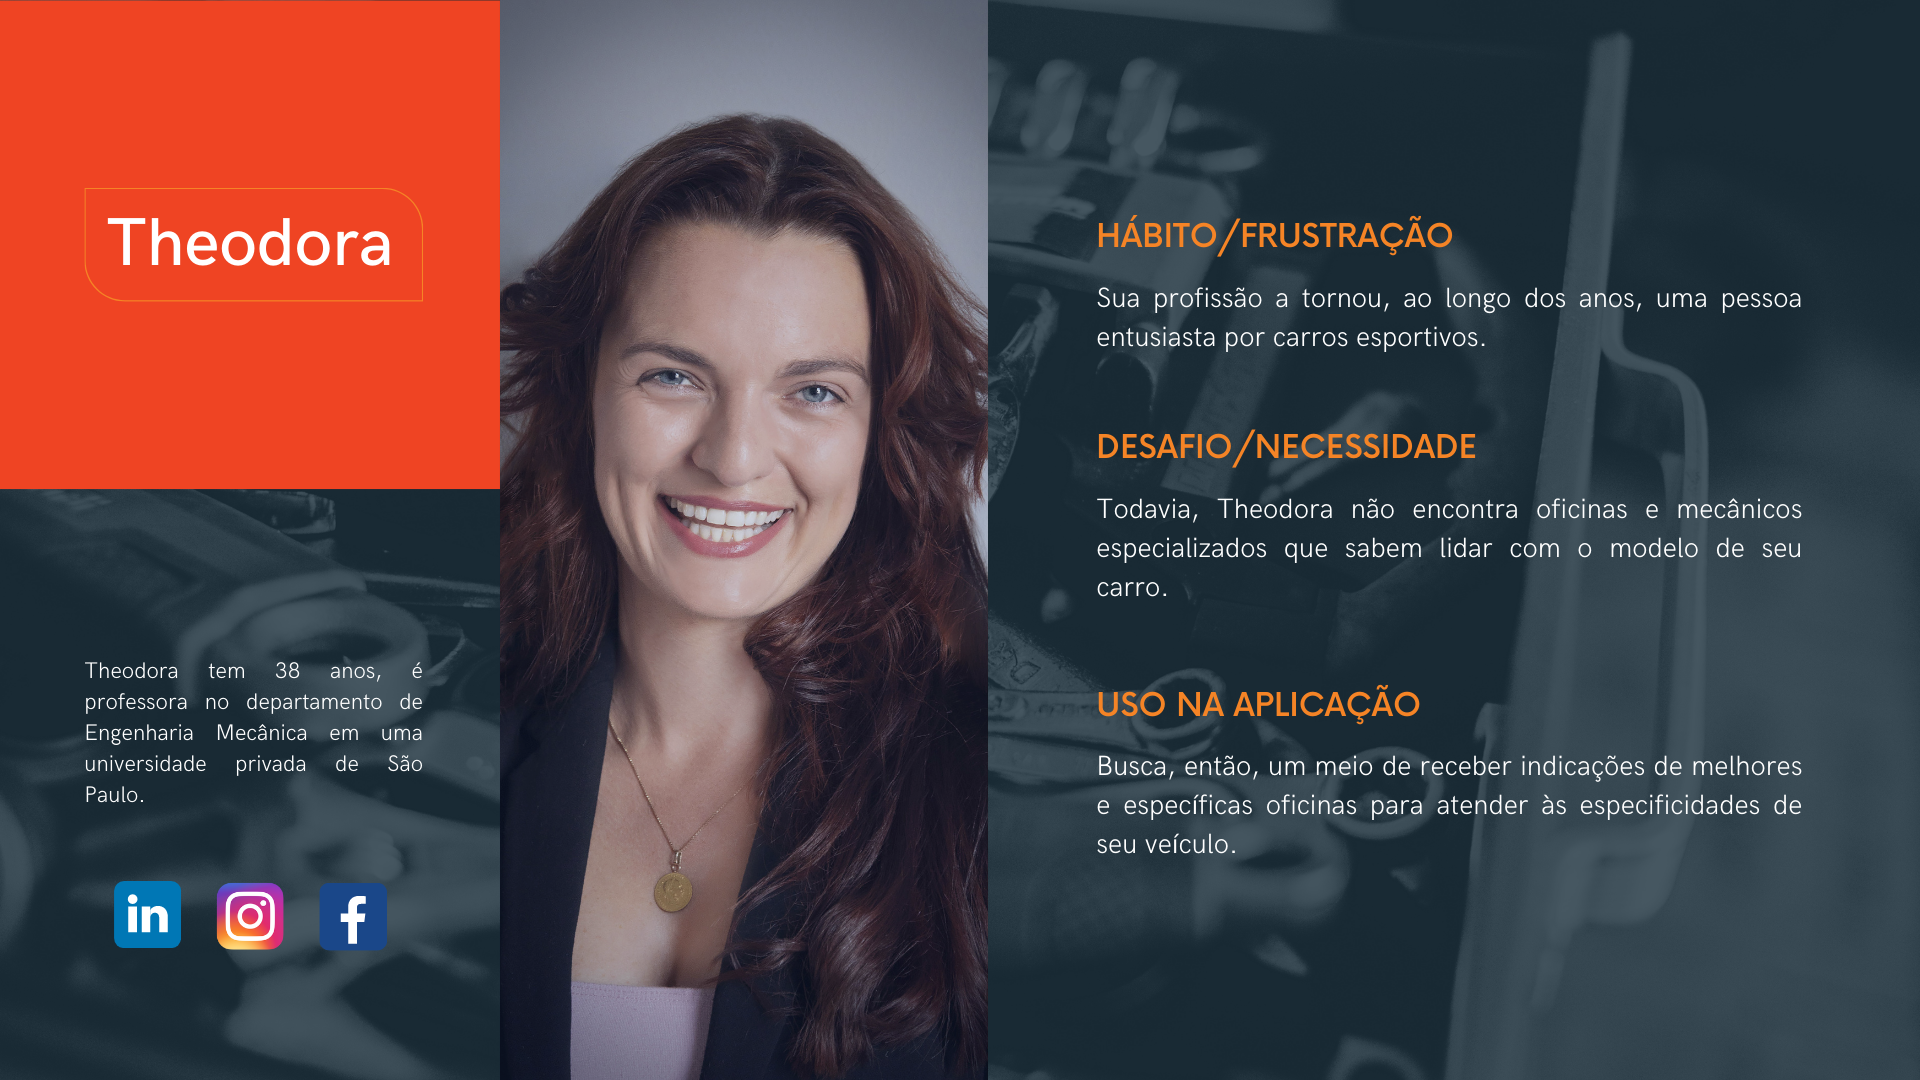 Theodora
Theodora tem 38 anos, é
professora no departamento de
Engenharia Mecânica em uma
universidade privada de São
Paulo.
in
f
HÁBITO/FRUSTRAÇÃO
Sua profissão a tornou, ao longo dos anos, uma pessoa
entusiasta por carros esportivos.
DESAFIO/NECESSIDADE
Todavia, Theodora não encontra oficinas e mecânicos
especializados que sabem lidar com o modelo de seu
carro.
USO NA APLICAÇÃO
Busca, então, um meio de receber indicações de melhores
e específicas oficinas para atender às especificidades de
seu veículo.